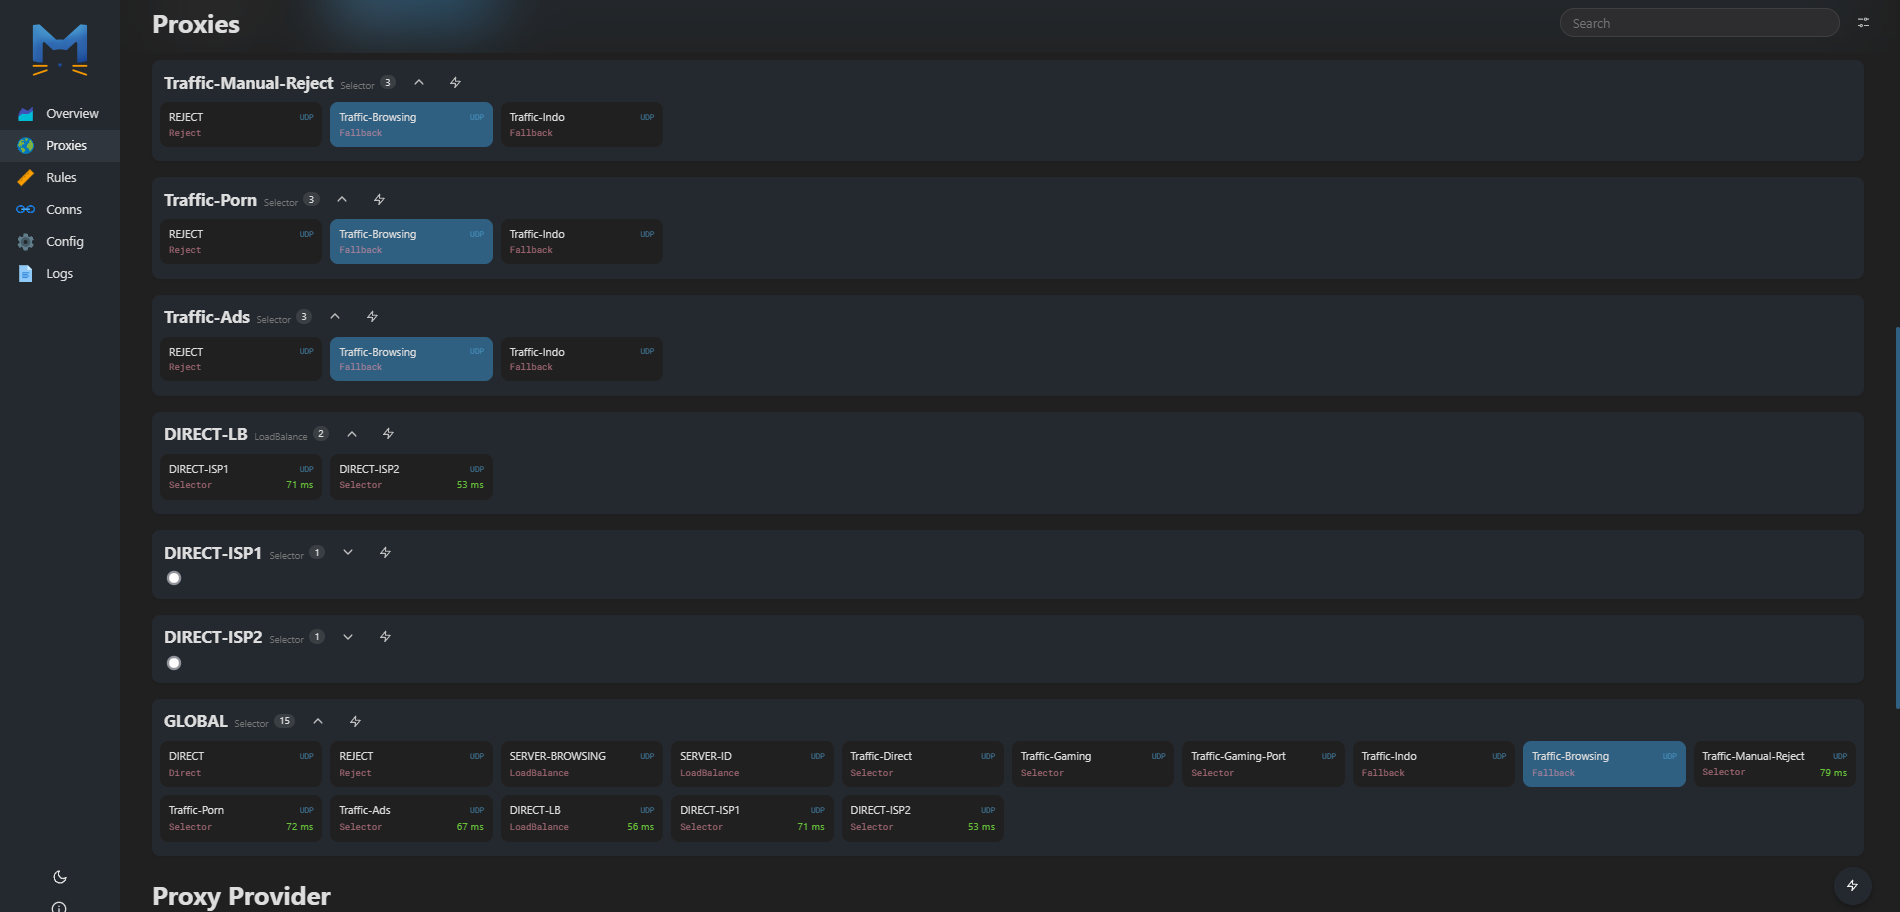 Proxies
Search
Overview
Proxies
Rules
Conns
Config
Logs
Traffic-Manual-Reject Selector 3
REJECT UDP
Reject
Traffic-Browsing UDP
Fallback
Traffic-Indo UDP
Fallback
Traffic-Porn Selector 3
REJECT UDP
Reject
Traffic-Browsing UDP
Fallback
Traffic-Indo UDP
Fallback
Traffic-Ads Selector 3
REJECT UDP
Reject
Traffic-Browsing UDP
Fallback
Traffic-Indo UDP
Fallback
DIRECT-LB LoadBalance 2
DIRECT-ISP1 UDP
Selector 71 ms
DIRECT-ISP2 UDP
Selector 53 ms
DIRECT-ISP1 Selector 1
DIRECT-ISP2 Selector 1
GLOBAL Selector 15
DIRECT UDP
Direct
REJECT UDP
Reject
SERVER-BROWSING UDP
LoadBalance
SERVER-ID UDP
LoadBalance
Traffic-Direct UDP
Selector
Traffic-Gaming UDP
Selector
Traffic-Gaming-Port UDP
Selector
Traffic-Indo UDP
Fallback
Traffic-Browsing UDP
Fallback
Traffic-Manual-Reject UDP
Selector 79 ms
Traffic-Porn UDP
Selector 72 ms
Traffic-Ads UDP
Selector 67 ms
DIRECT-LB UDP
LoadBalance 56 ms
DIRECT-ISP1 UDP
Selector 71 ms
DIRECT-ISP2 UDP
Selector 53 ms
Proxy Provider